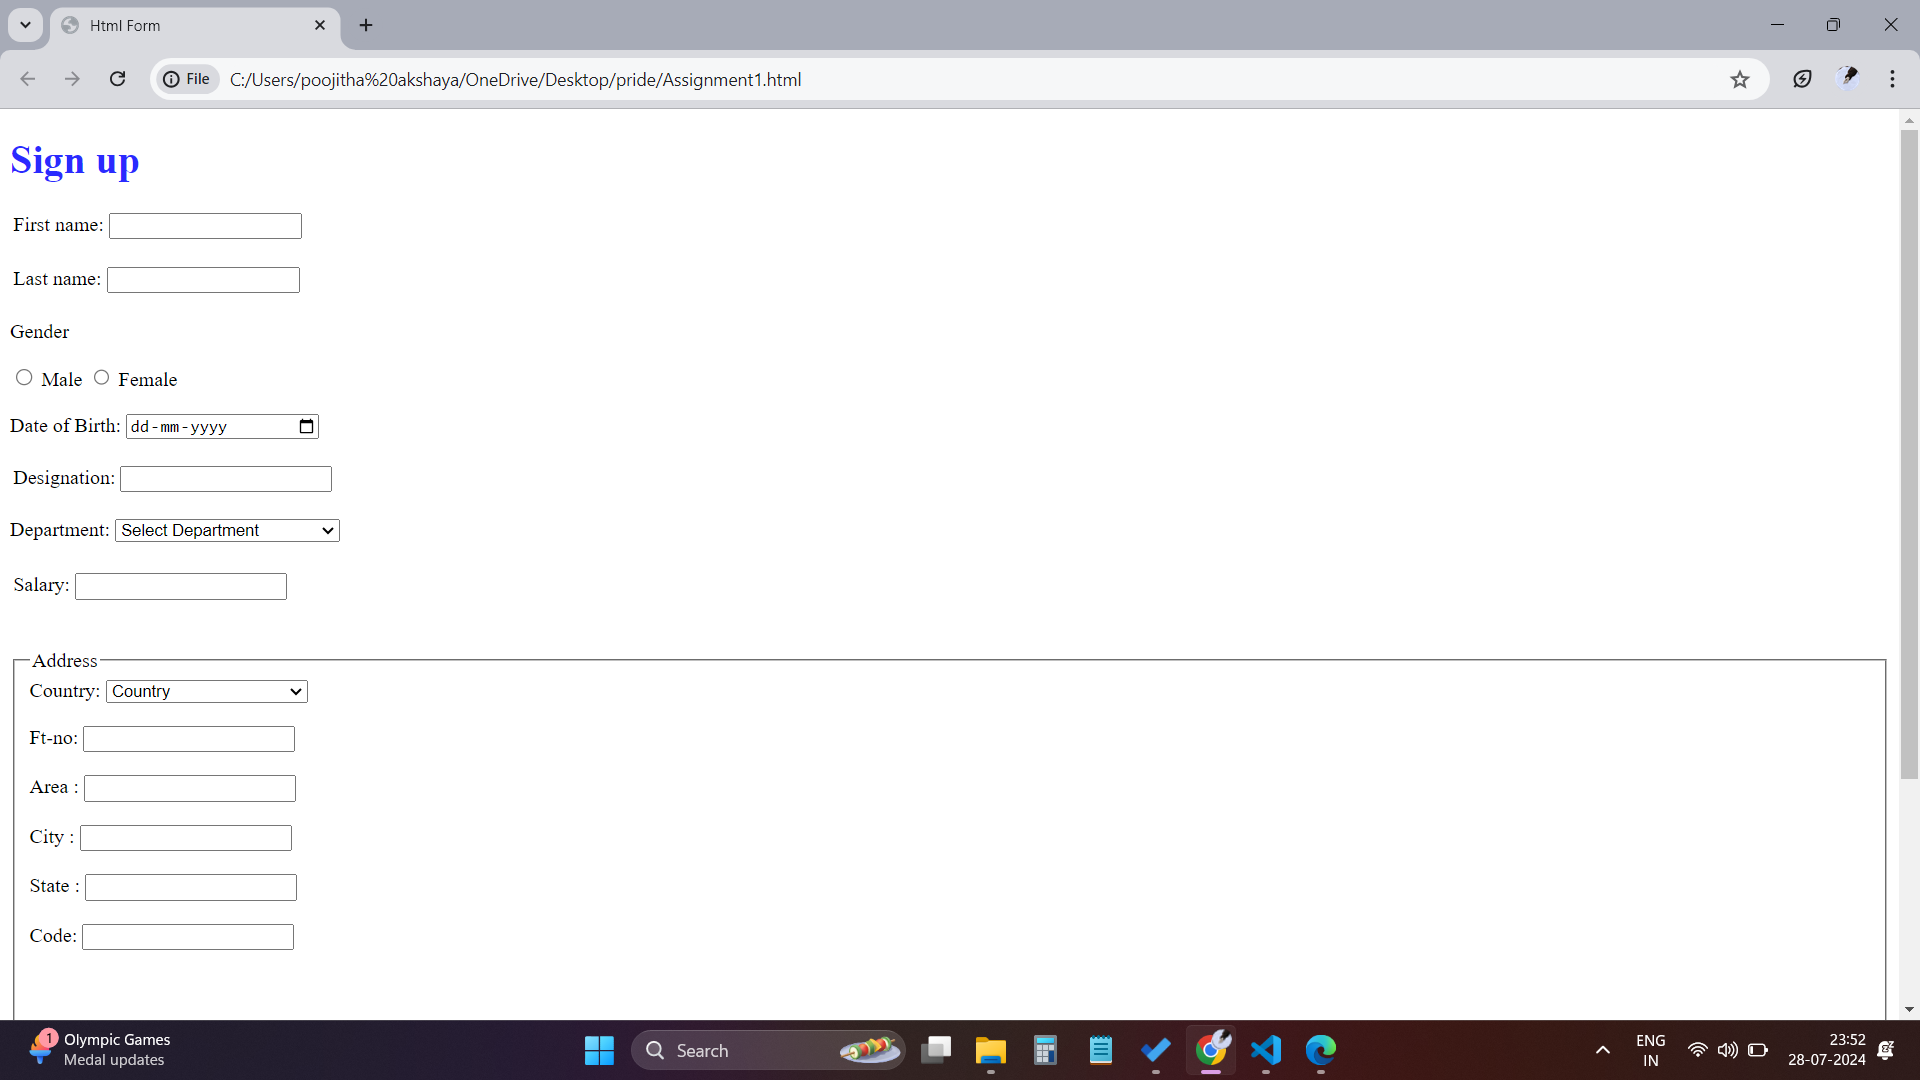 Html Form
File C:/Users/poojitha%20akshaya/OneDrive/Desktop/pride/Assignment1.html
Sign up
First name:
Last name:
Gender
Male Female
Date of Birth: dd-mm-yyyy
Designation:
Department: Select Department
Salary:
Address
Country: Country
Ft-no:
Area :
City :
State :
Code:
1
Olympic Games
Medal updates
Search
ENG
IN
23:52
28-07-2024